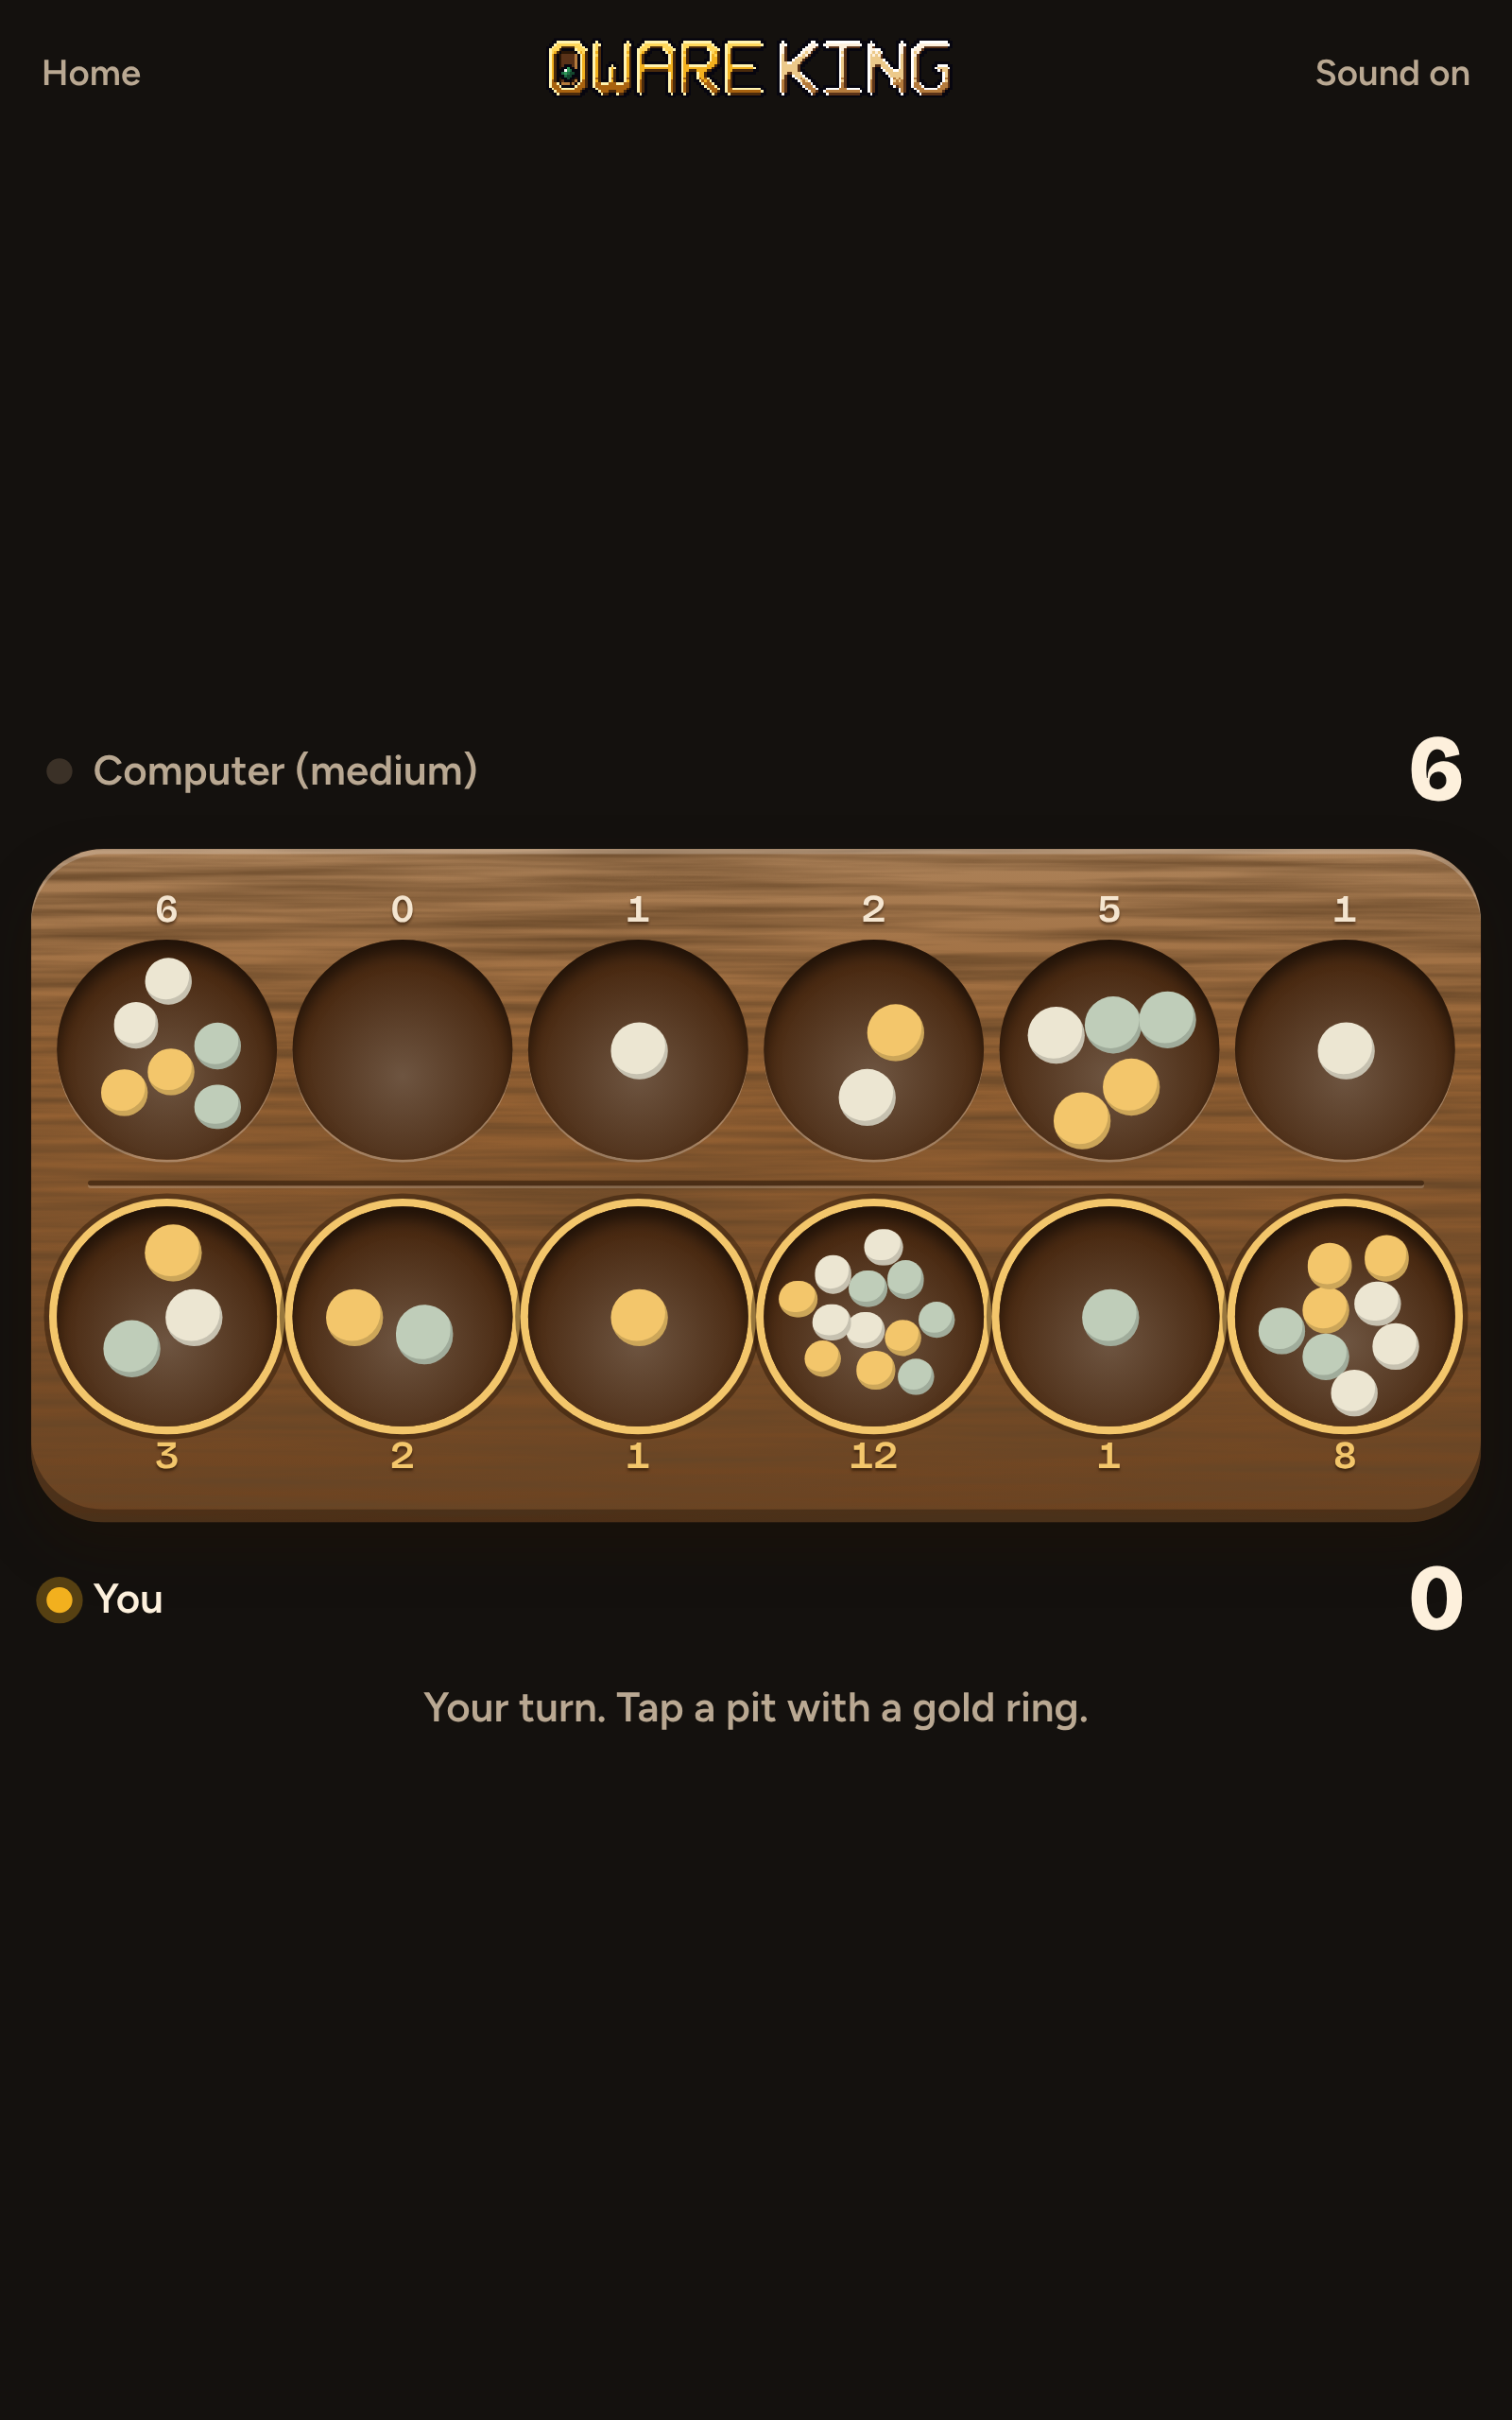 Home
OWARE KING
Sound on
Computer (medium)
6
6 0 1 2 5 1
3 2 1 12 1 8
You
0
Your turn. Tap a pit with a gold ring.